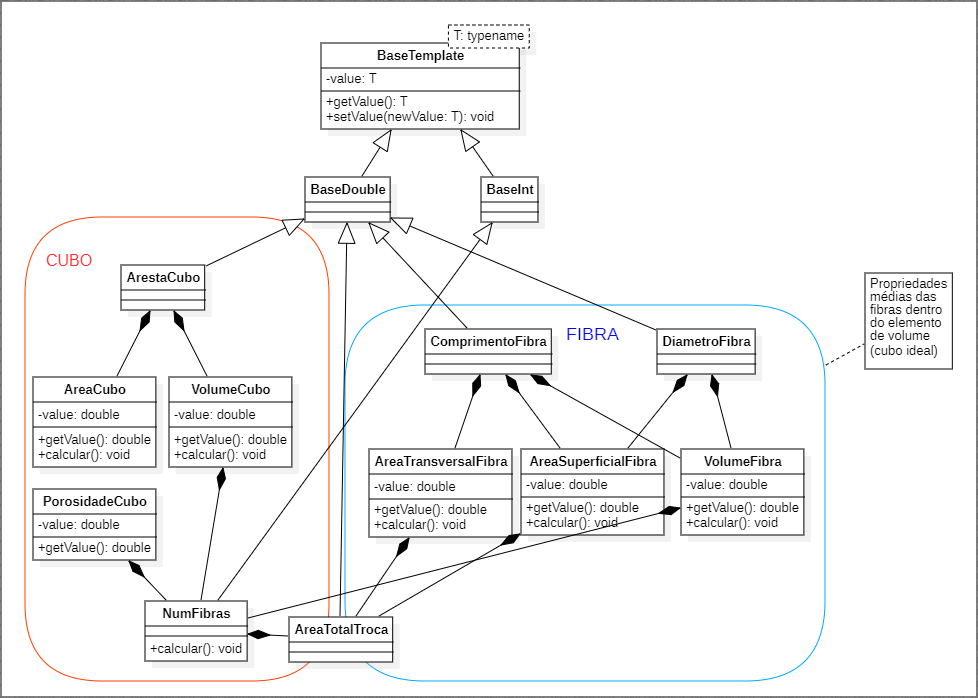 T: typename
BaseTemplate
-value: T
+getValue(): T
+setValue(newValue: T): void
BaseDouble
BaseInt
CUBO
ArestaCubo
AreaCubo
-value: double
+getValue(): double
+calcular(): void
VolumeCubo
-value: double
+getValue(): double
+calcular(): void
PorosidadeCubo
-value: double
+getValue(): double
NumFibras
+calcular(): void
AreaTotalTroca
FIBRA
ComprimentoFibra
DiametroFibra
AreaTransversalFibra
-value: double
+getValue(): double
+calcular(): void
AreaSuperficialFibra
-value: double
+getValue(): double
+calcular(): void
VolumeFibra
-value: double
+getValue(): double
+calcular(): void
Propriedades
médias das
fibras dentro
do elemento
de volume
(cubo ideal)